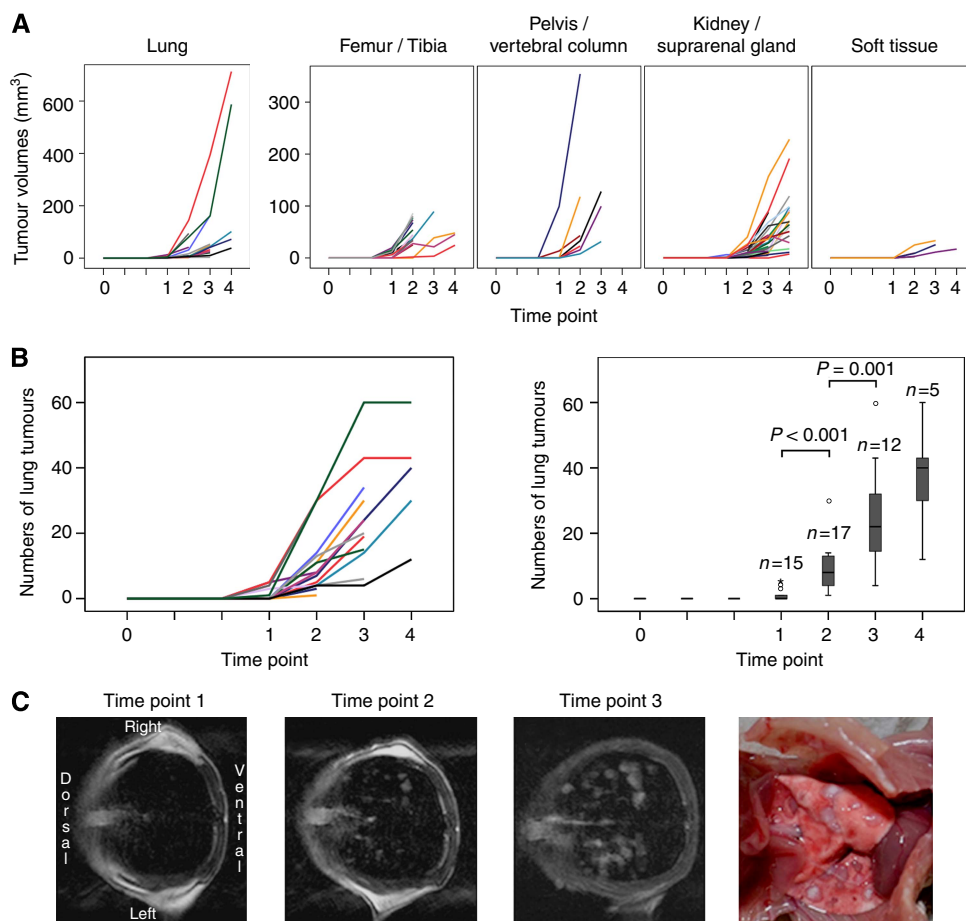 A
Lung
Femur / Tibia
Pelvis /
vertebral column
Kidney /
suprarenal gland
Soft tissue
Tumour volumes (mm³)
600
400
200
0
300
200
100
0
0 1 2 3 4
0 1 2 3 4
0 1 2 3 4
0 1 2 3 4
0 1 2 3 4
Time point
B
Numbers of lung tumours
60
40
20
0
0 1 2 3 4
Time point
Numbers of lung tumours
60
40
20
0
P = 0.001
P < 0.001
n=5
n=12
n=17
n=15
0 1 2 3 4
Time point
C
Time point 1
Time point 2
Time point 3
Right
Dorsal
Ventral
Left